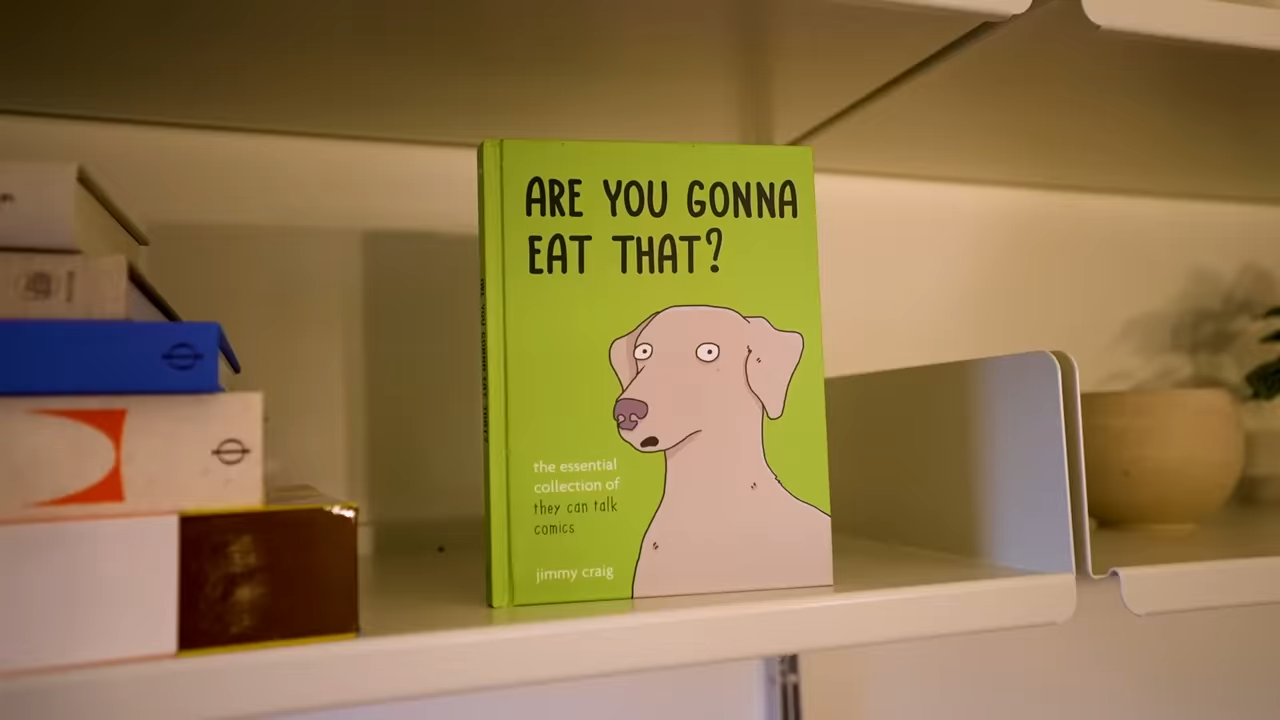 ARE YOU GONNA
EAT THAT?
the essential
collection of
they can talk
comics
jimmy craig